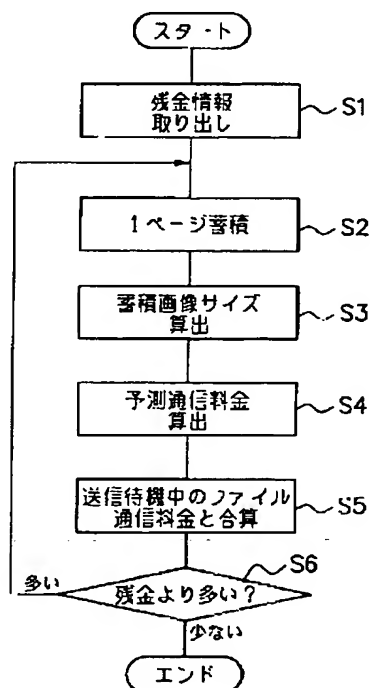 スタート
残金情報
取り出し
S1
1ページ蓄積
S2
蓄積画像サイズ
算出
S3
予測通信料金
算出
S4
送信待機中のファイル
通信料金と合算
S5
S6
多い
残金より多い?
少ない
エンド